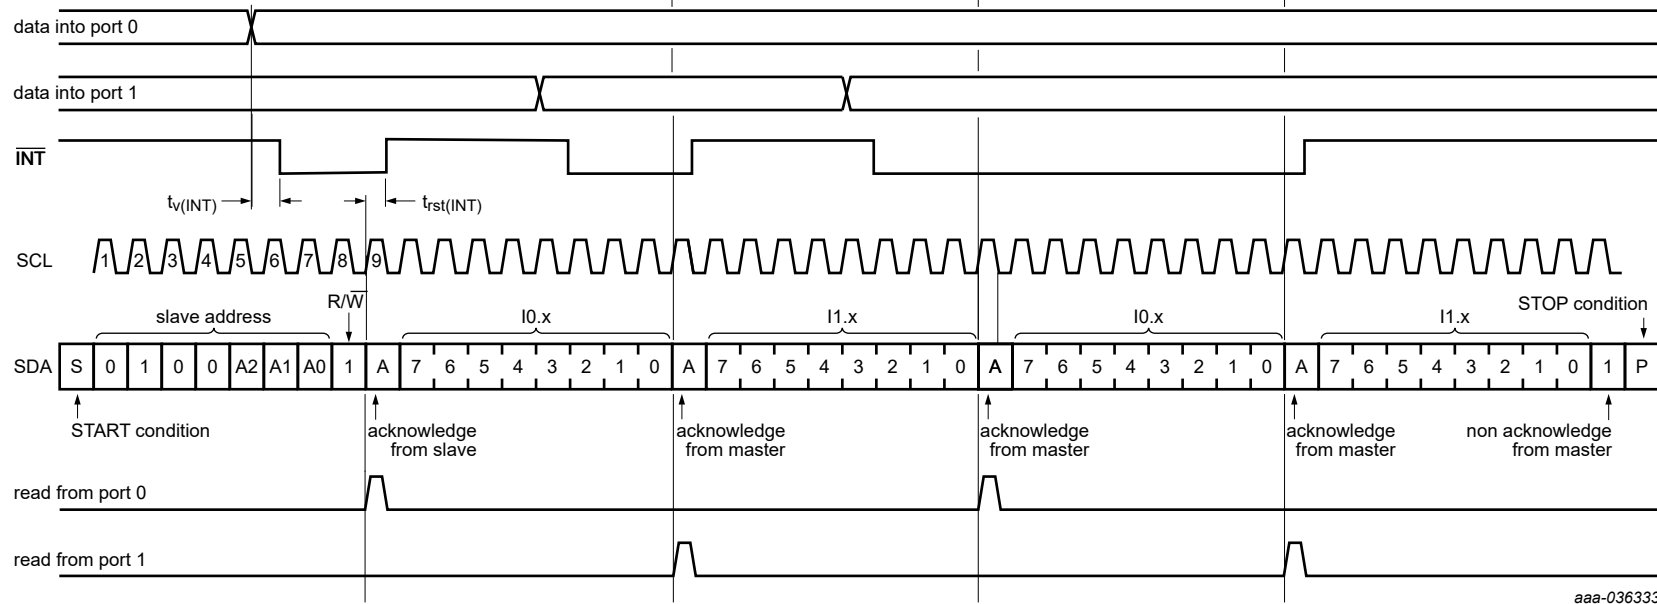 data into port 0
data into port 1
INT
tv(INT)
trst(INT)
SCL
1 2 3 4 5 6 7 8 9
R/W
STOP condition
slave address
I0.x
I1.x
I0.x
I1.x
SDA S 0 1 0 0 A2 A1 A0 1 A 7 6 5 4 3 2 1 0 A 7 6 5 4 3 2 1 0 A 7 6 5 4 3 2 1 0 A 7 6 5 4 3 2 1 0 1 P
START condition
acknowledge
from slave
acknowledge
from master
acknowledge
from master
acknowledge
from master
non acknowledge
from master
read from port 0
read from port 1
aaa-036333